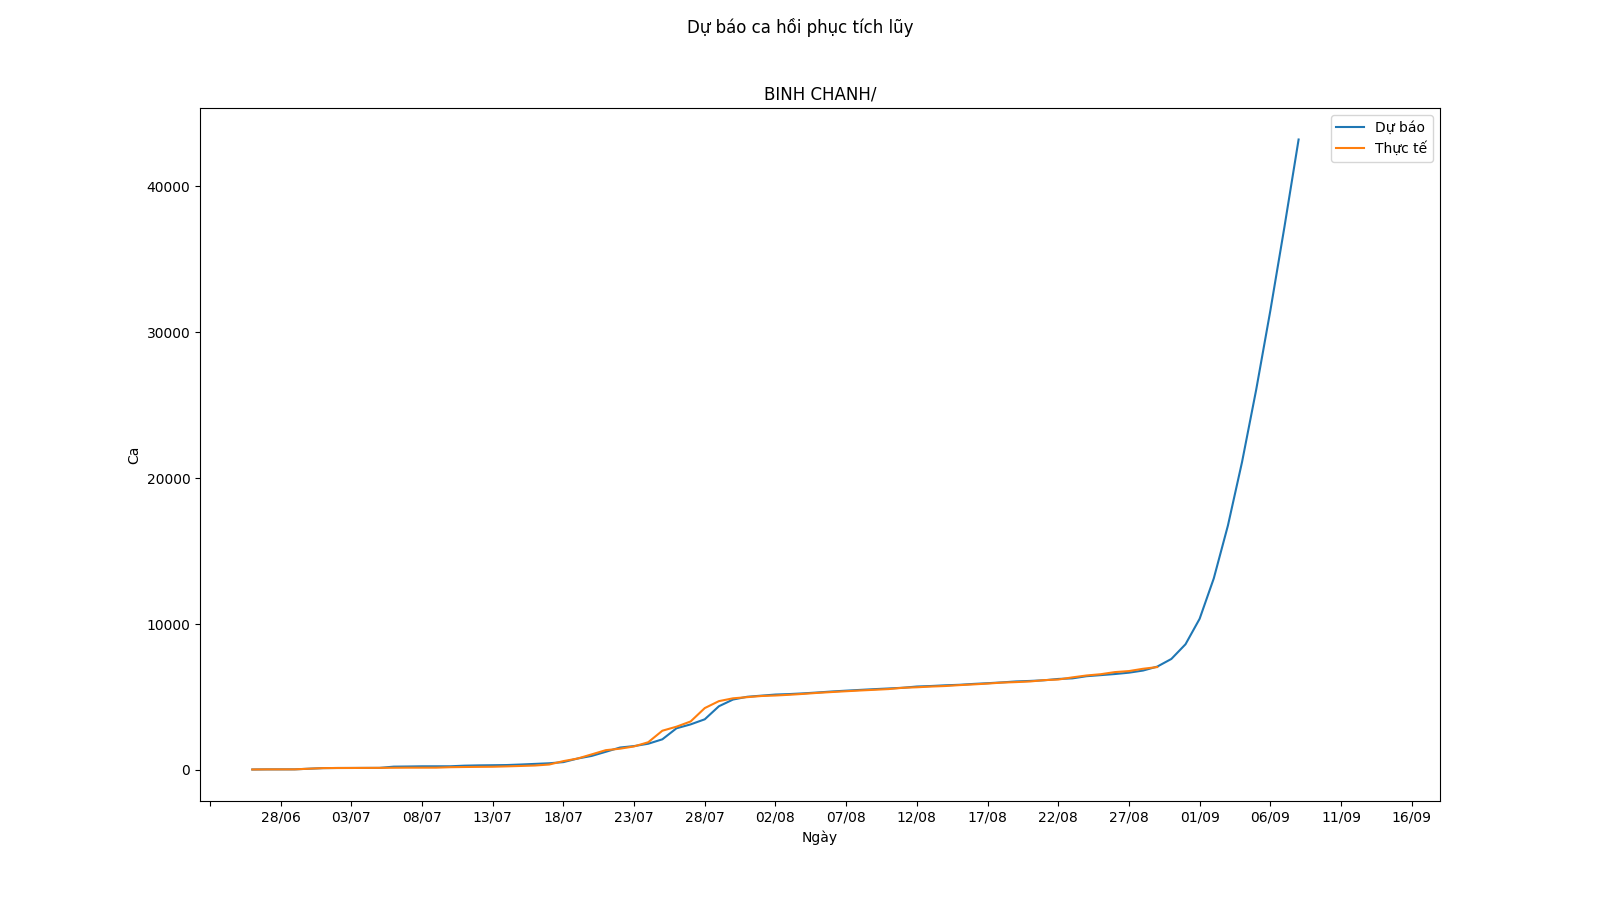 Dự báo ca hồi phục tích lũy
BINH CHANH/
Dự báo
Thực tế
40000
30000
20000
10000
0
Ca
28/06 03/07 08/07 13/07 18/07 23/07 28/07 02/08 07/08 12/08 17/08 22/08 27/08 01/09 06/09 11/09 16/09
Ngày